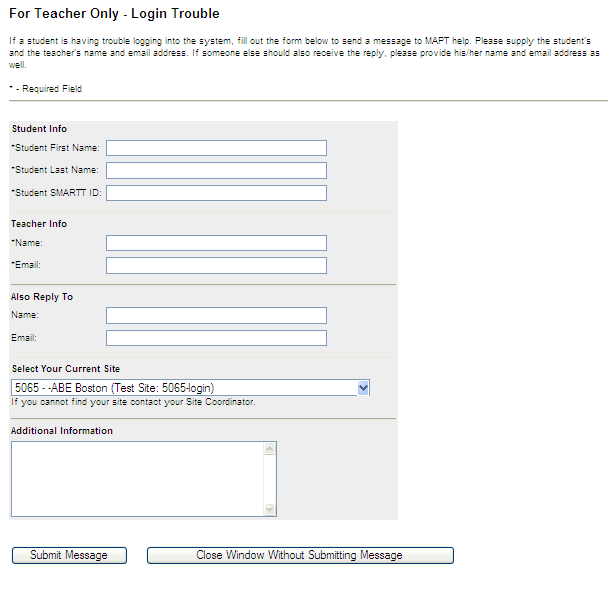 For Teacher Only - Login Trouble
If a student is having trouble logging into the system, fill out the form below to send a message to MAPT help. Please supply the student's
and the teacher's name and email address. If someone else should also receive the reply, please provide his/her name and email address as
well.
* - Required Field
Student Info
*Student First Name:
*Student Last Name:
*Student SMARTT ID:
Teacher Info
*Name:
*Email:
Also Reply To
Name:
Email:
Select Your Current Site
5065 - -ABE Boston (Test Site: 5065-login)
If you cannot find your site contact your Site Coordinator.
Additional Information
Submit Message Close Window Without Submitting Message